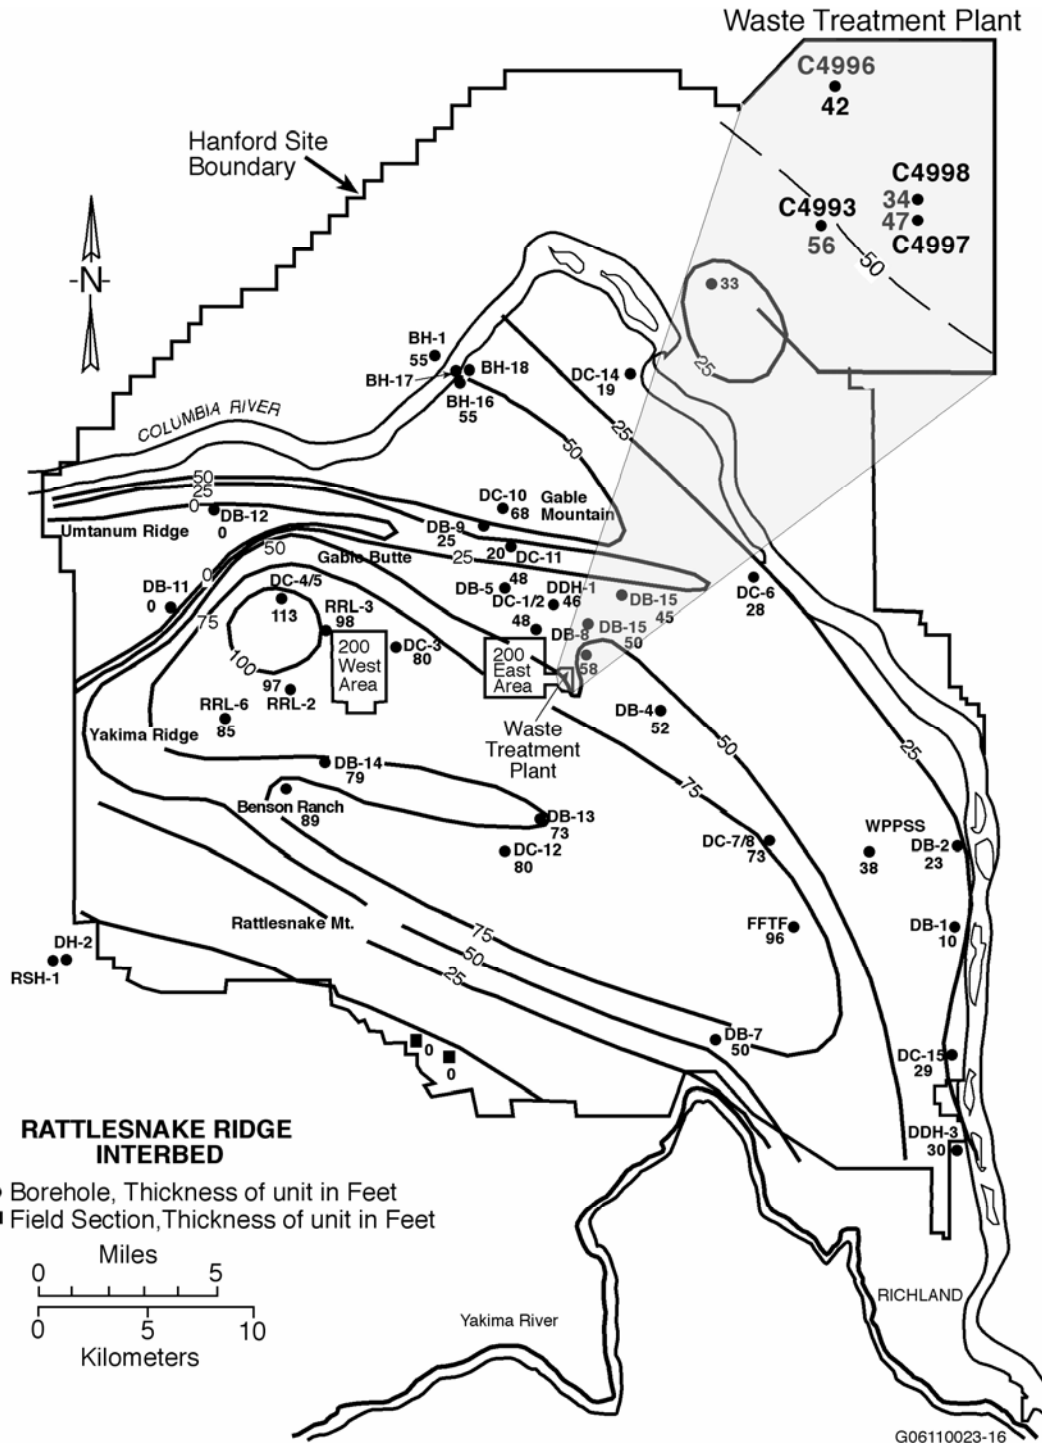 Waste Treatment Plant
C4996
42
Hanford Site
Boundary
C4998
34
C4993
47
56
C4997
50
-N-
33
BH-1
55
BH-18
BH-17
DC-14
19
25
BH-16
55
COLUMBIA RIVER
25
50
50
25
0
DC-10
68
Gable
Mountain
Umtanum Ridge
DB-12
0
DB-9
25
20
DC-11
50
Gable Butte
25
0
DB-11
0
DC-4/5
113
48
DB-5
DDH-1
46
DC-1/2
48
DB-15
45
DC-6
28
75
RRL-3
98
DB-8
DB-15
50
DC-3
80
200
West
Area
200
East
Area
58
100
97
RRL-2
RRL-6
85
DB-4
52
Yakima Ridge
Waste
Treatment
Plant
50
25
DB-14
79
75
Benson Ranch
89
DB-13
73
WPPSS
38
DC-7/8
73
DB-2
23
DC-12
80
Rattlesnake Mt.
FFTF
96
DB-1
10
75
DH-2
RSH-1
50
25
DB-7
50
0
0
DC-15
29
RATTLESNAKE RIDGE
INTERBED
DDH-3
30
Borehole, Thickness of unit in Feet
Field Section,Thickness of unit in Feet
Miles
0 5
0 5 10
Kilometers
RICHLAND
Yakima River
G06110023-16